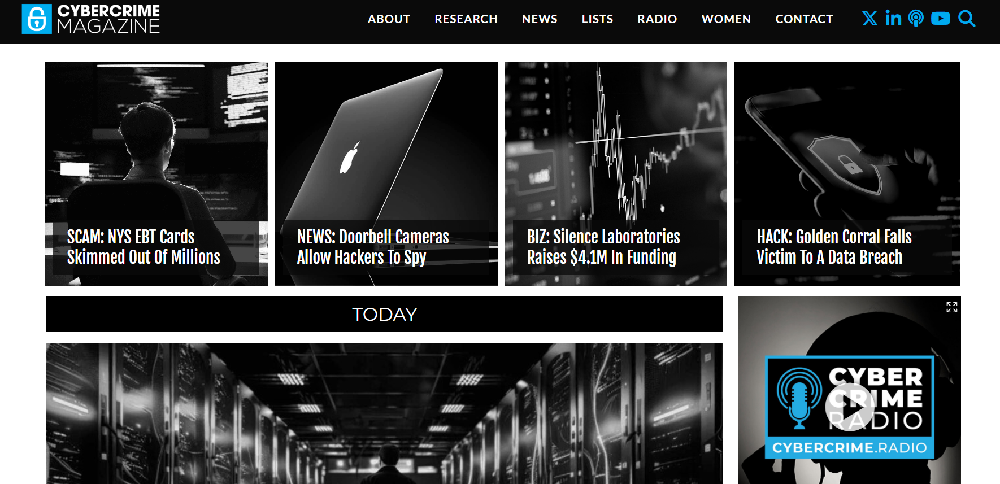 CYBERCRIME
MAGAZINE
ABOUT RESEARCH NEWS LISTS RADIO WOMEN CONTACT
SCAM: NYS EBT Cards
Skimmed Out Of Millions
NEWS: Doorbell Cameras
Allow Hackers To Spy
BIZ: Silence Laboratories
Raises $4.1M In Funding
HACK: Golden Corral Falls
Victim To A Data Breach
TODAY
CYBER
CRIME
RADIO
CYBERCRIME.RADIO